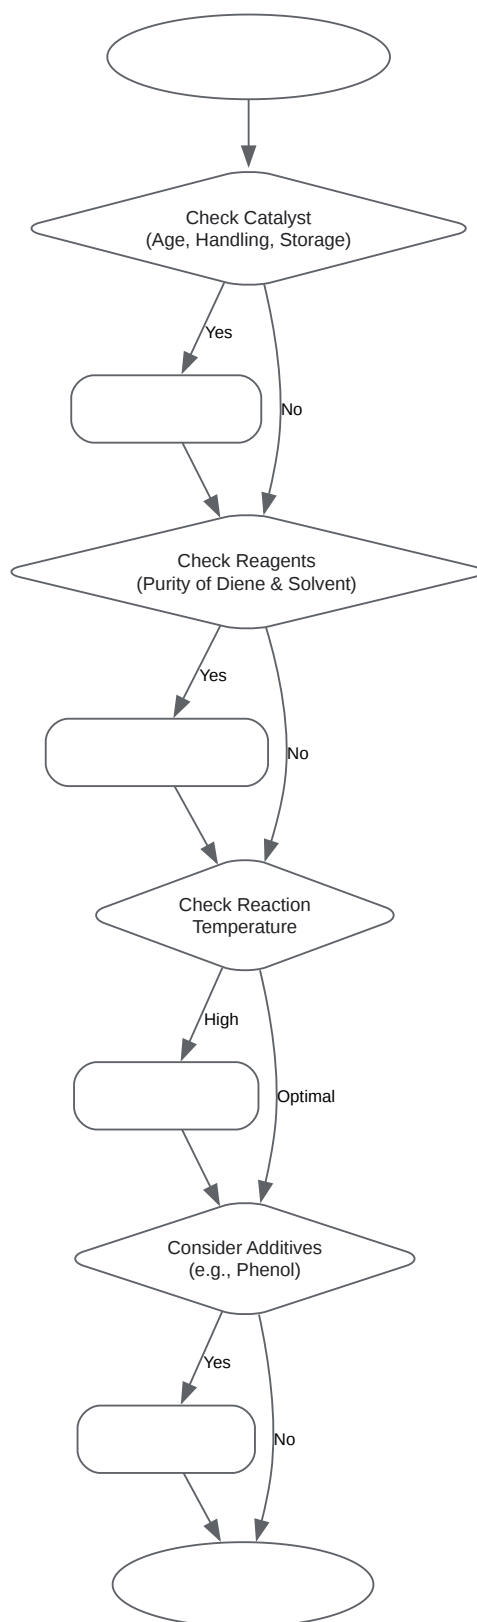 Check Catalyst
(Age, Handling, Storage)
Yes
No
Check Reagents
(Purity of Diene & Solvent)
Yes
No
Check Reaction
Temperature
High
Optimal
Consider Additives
(e.g., Phenol)
Yes
No